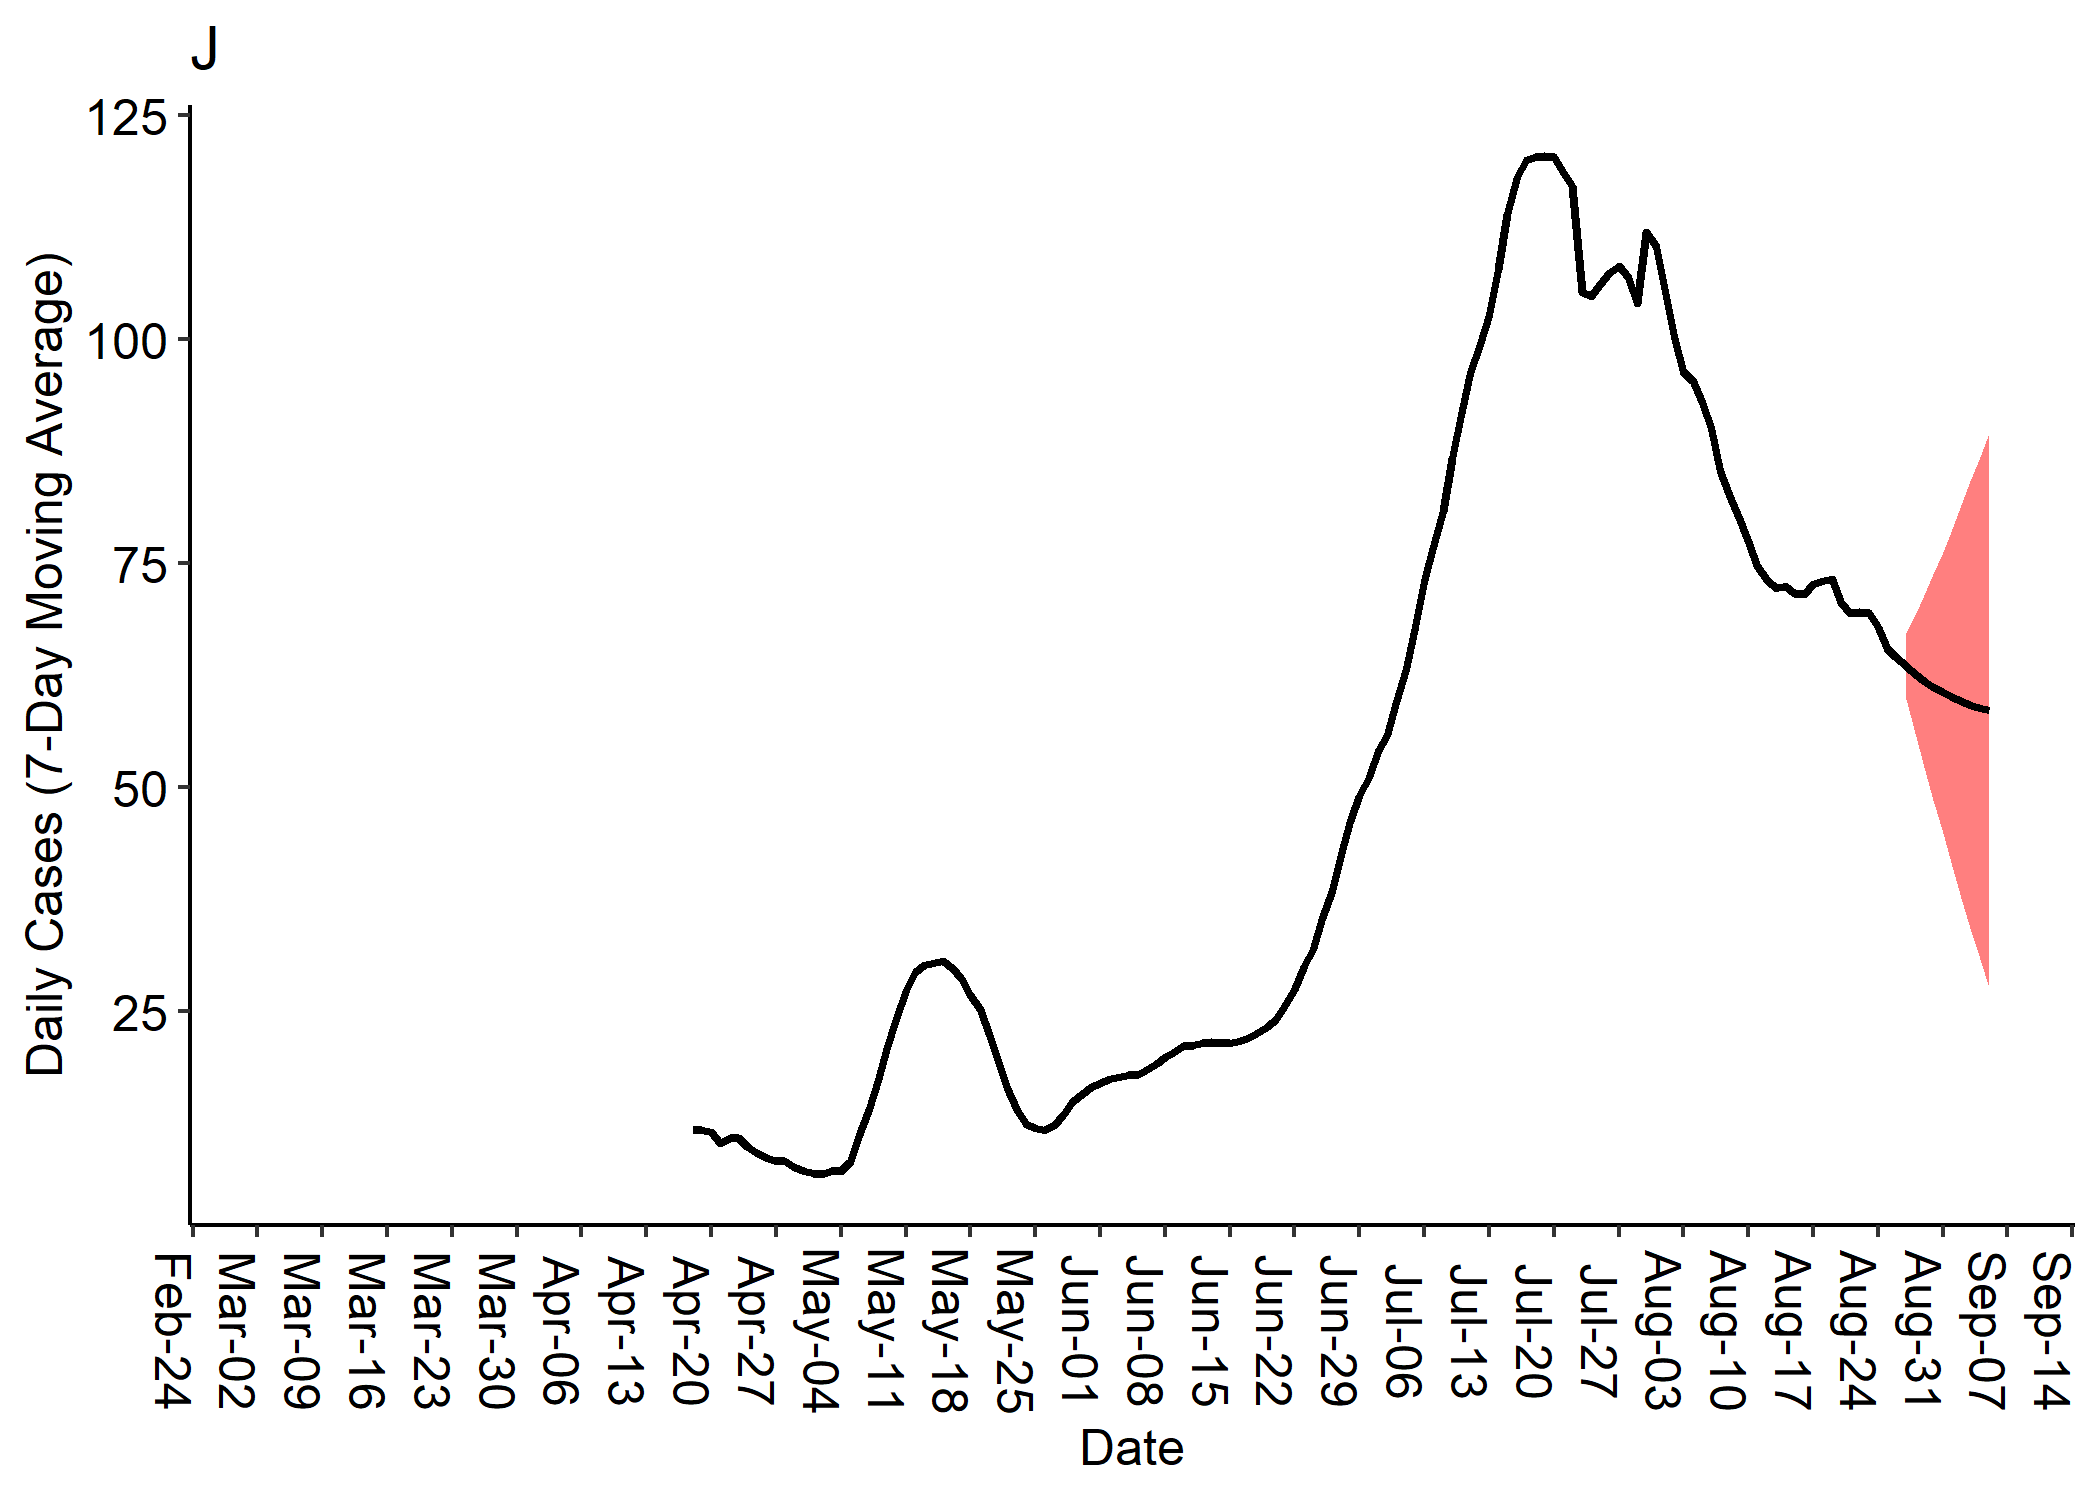 J
Daily Cases (7-Day Moving Average)
125
100
75
50
25
Feb-24
Mar-02
Mar-09
Mar-16
Mar-23
Mar-30
Apr-06
Apr-13
Apr-20
Apr-27
May-04
May-11
May-18
May-25
Jun-01
Jun-08
Jun-15
Jun-22
Jun-29
Jul-06
Jul-13
Jul-20
Jul-27
Aug-03
Aug-10
Aug-17
Aug-24
Aug-31
Sep-07
Sep-14
Date